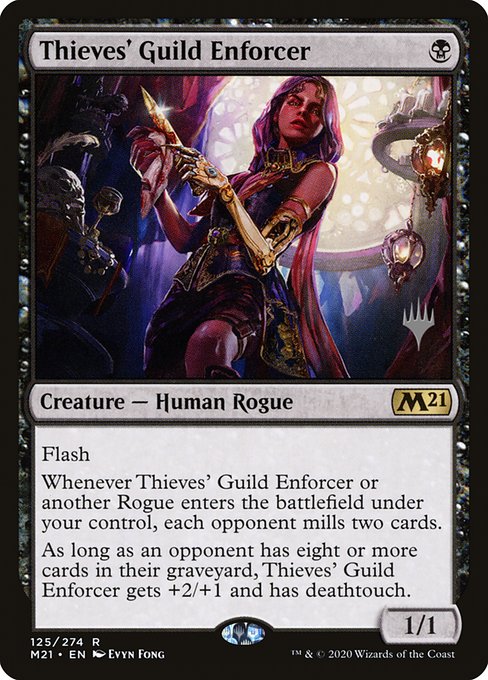 Thieves' Guild Enforcer
Creature — Human Rogue
M21
Flash
Whenever Thieves' Guild Enforcer or
another Rogue enters the battlefield under
your control, each opponent mills two cards.
As long as an opponent has eight or more
cards in their graveyard, Thieves' Guild
Enforcer gets +2/+1 and has deathtouch.
1/1
125/274 R
M21 • EN Evyn Fong
™ & © 2020 Wizards of the Coast